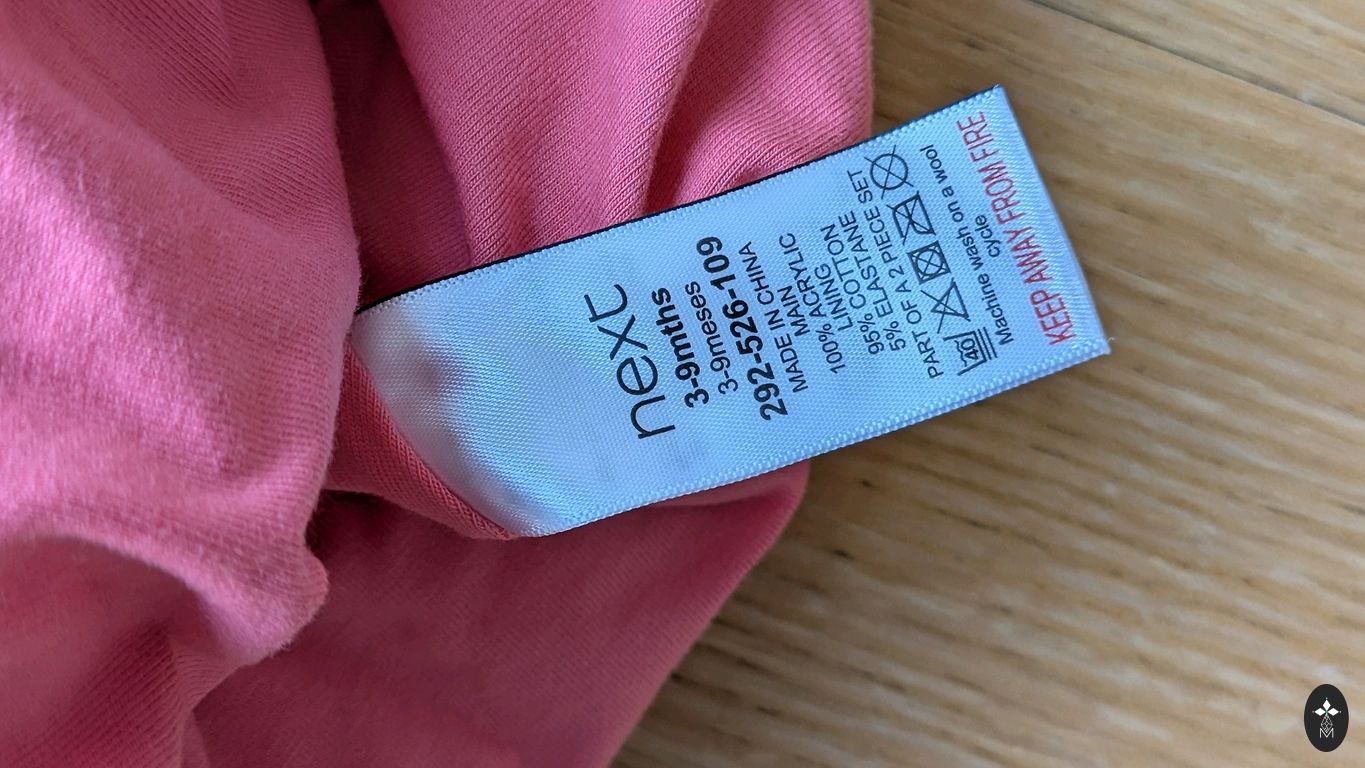 next
3-9mths
3-9meses
292-526-109
MADE IN CHINA
MAIN
100% ACRYLIC
LINING
95% COTTON
5% ELASTANE
PART OF A 2 PIECE SET
40
Machine wash on a wool
cycle
KEEP AWAY FROM FIRE
M